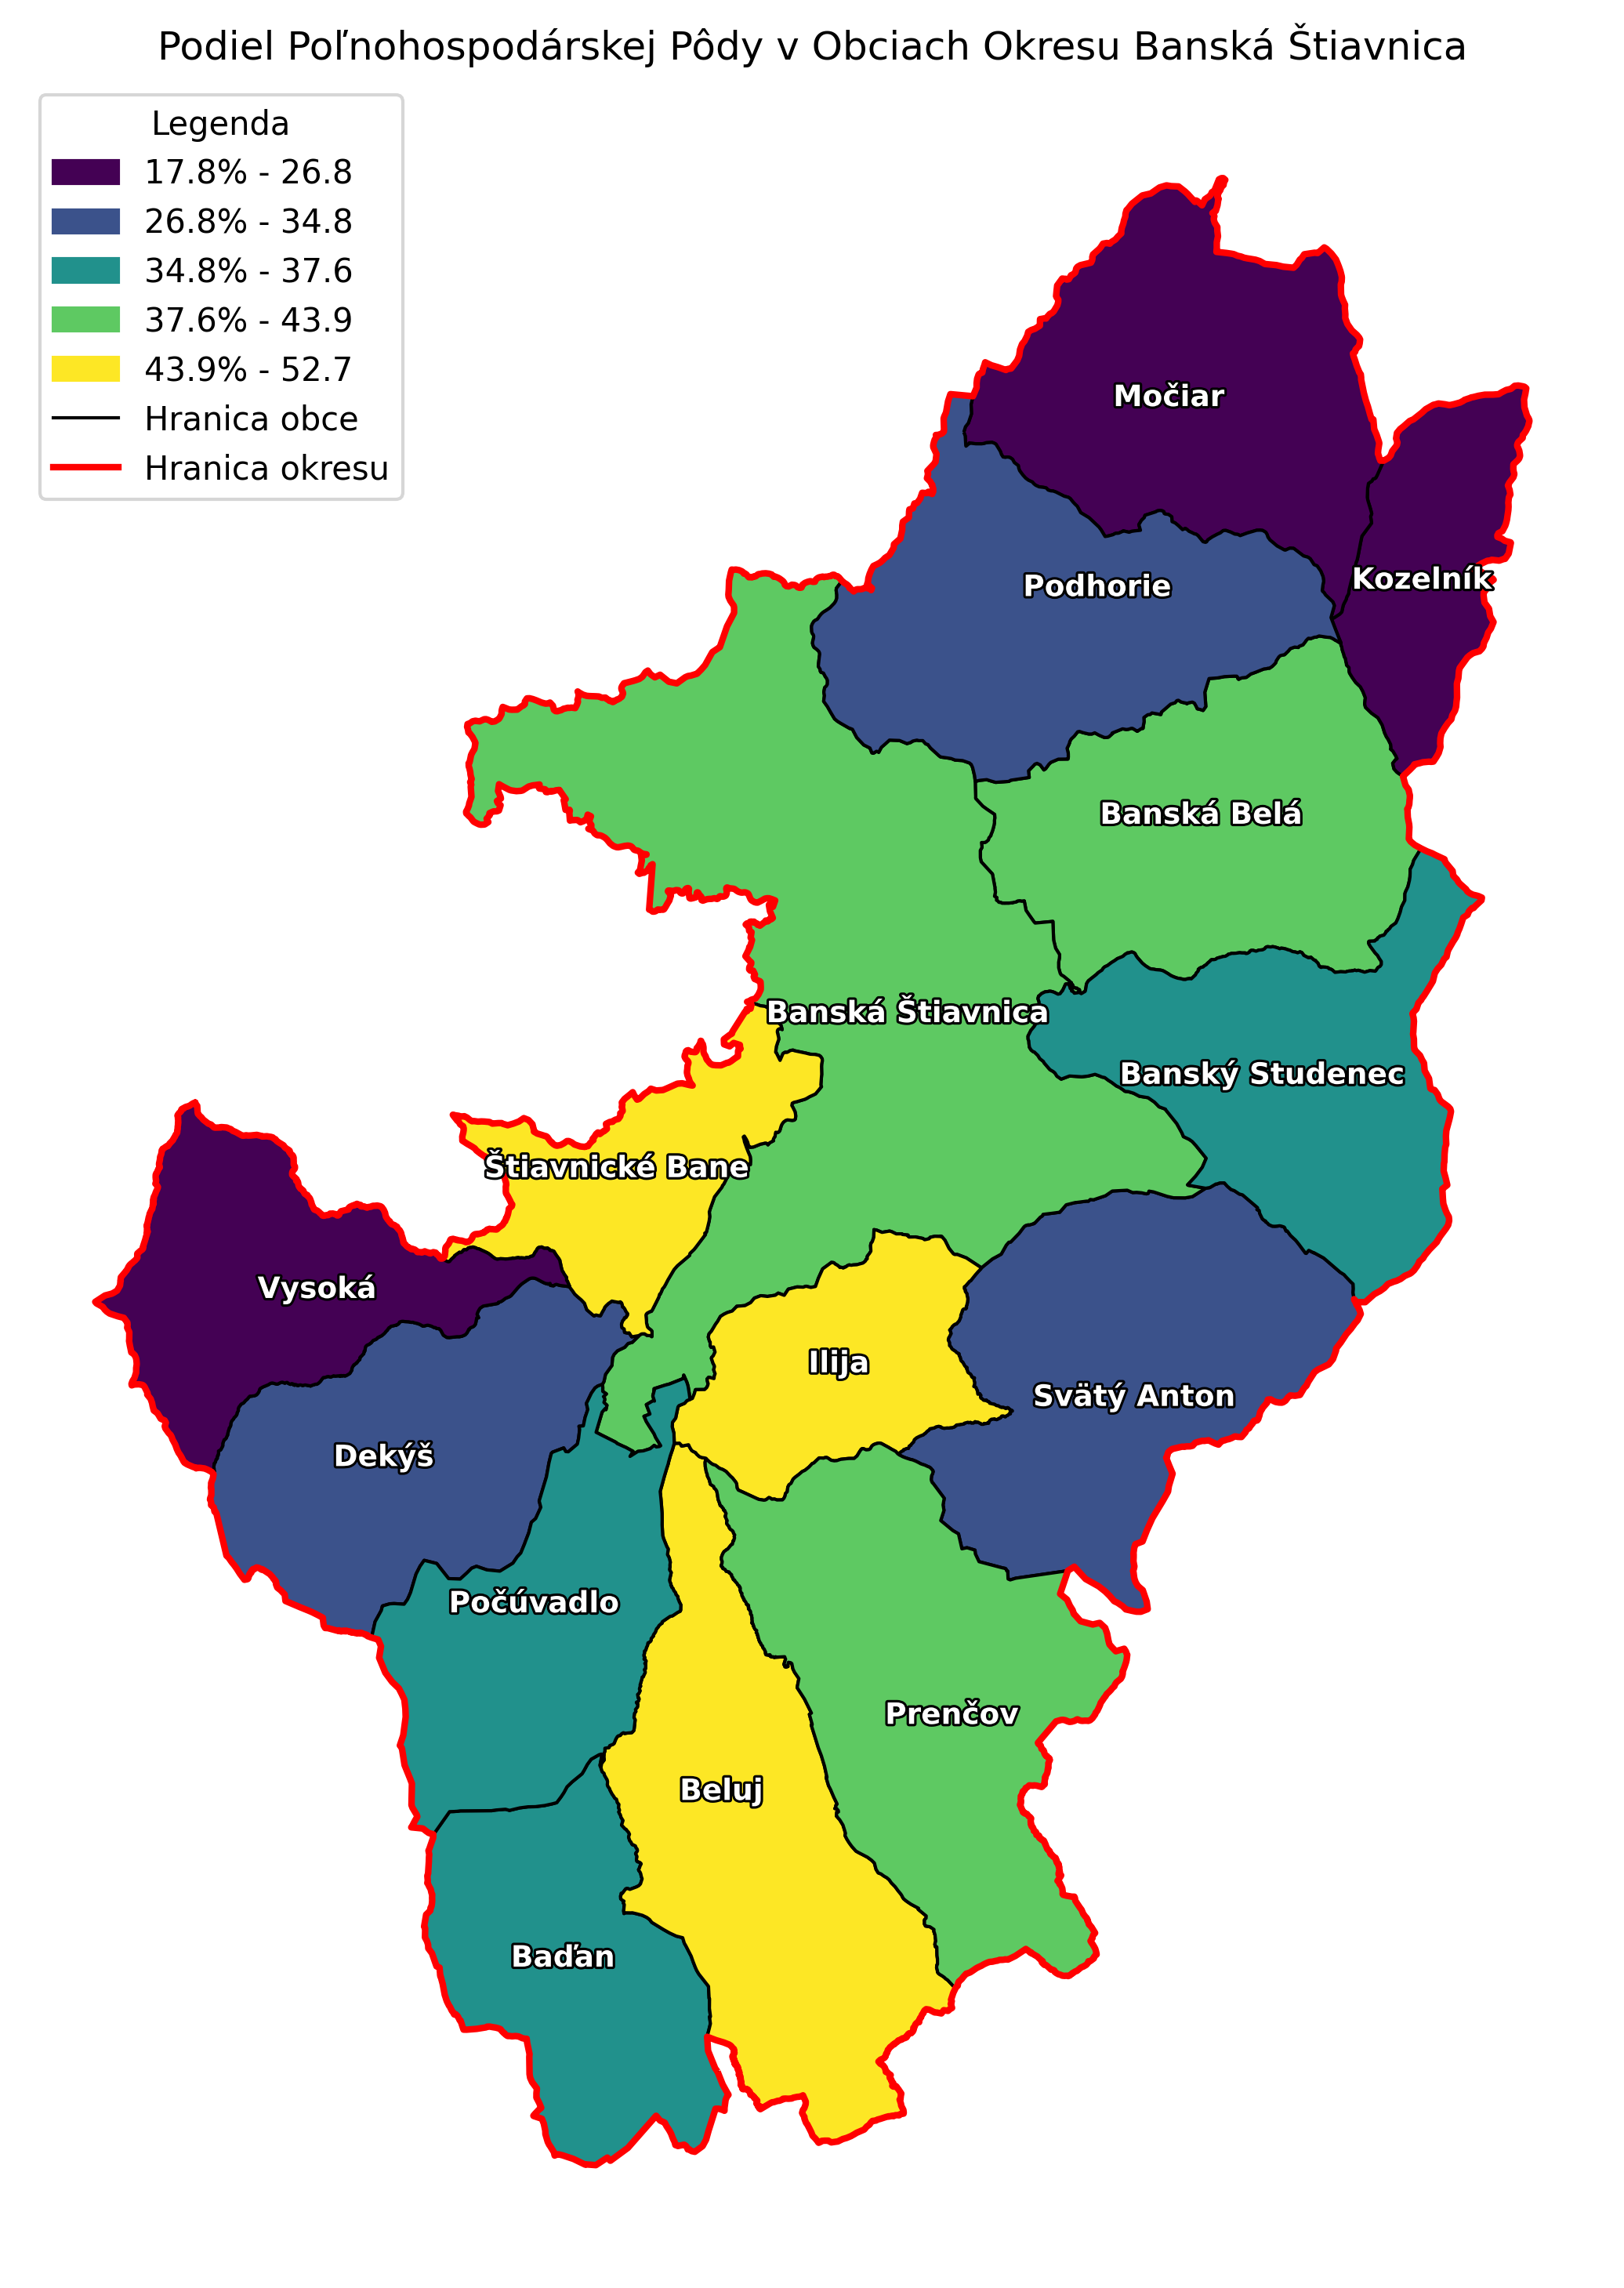 Podiel Poľnohospodárskej Pôdy v Obciach Okresu Banská Štiavnica
Legenda
17.8% - 26.8
26.8% - 34.8
34.8% - 37.6
37.6% - 43.9
43.9% - 52.7
Hranica obce
Hranica okresu
Močiar
Kozelník
Podhorie
Banská Belá
Banská Štiavnica
Banský Studenec
Štiavnické Bane
Vysoká
Ilija
Svätý Anton
Dekýš
Počúvadlo
Prenčov
Beluj
Baďan